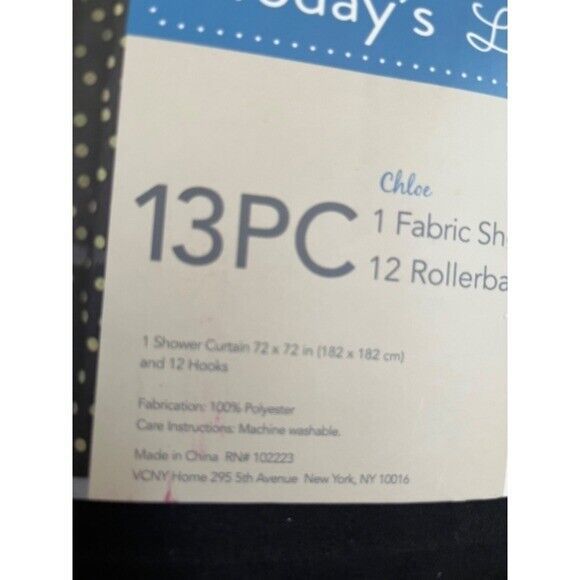 Today's L
Chloe
13PC
1 Fabric Sh
12 Rollerba
1 Shower Curtain 72 x 72 in (182 x 182 cm)
and 12 Hooks
Fabrication: 100% Polyester
Care Instructions: Machine washable.
Made in China RN# 102223
VCNY Home 295 5th Avenue New York, NY 10016